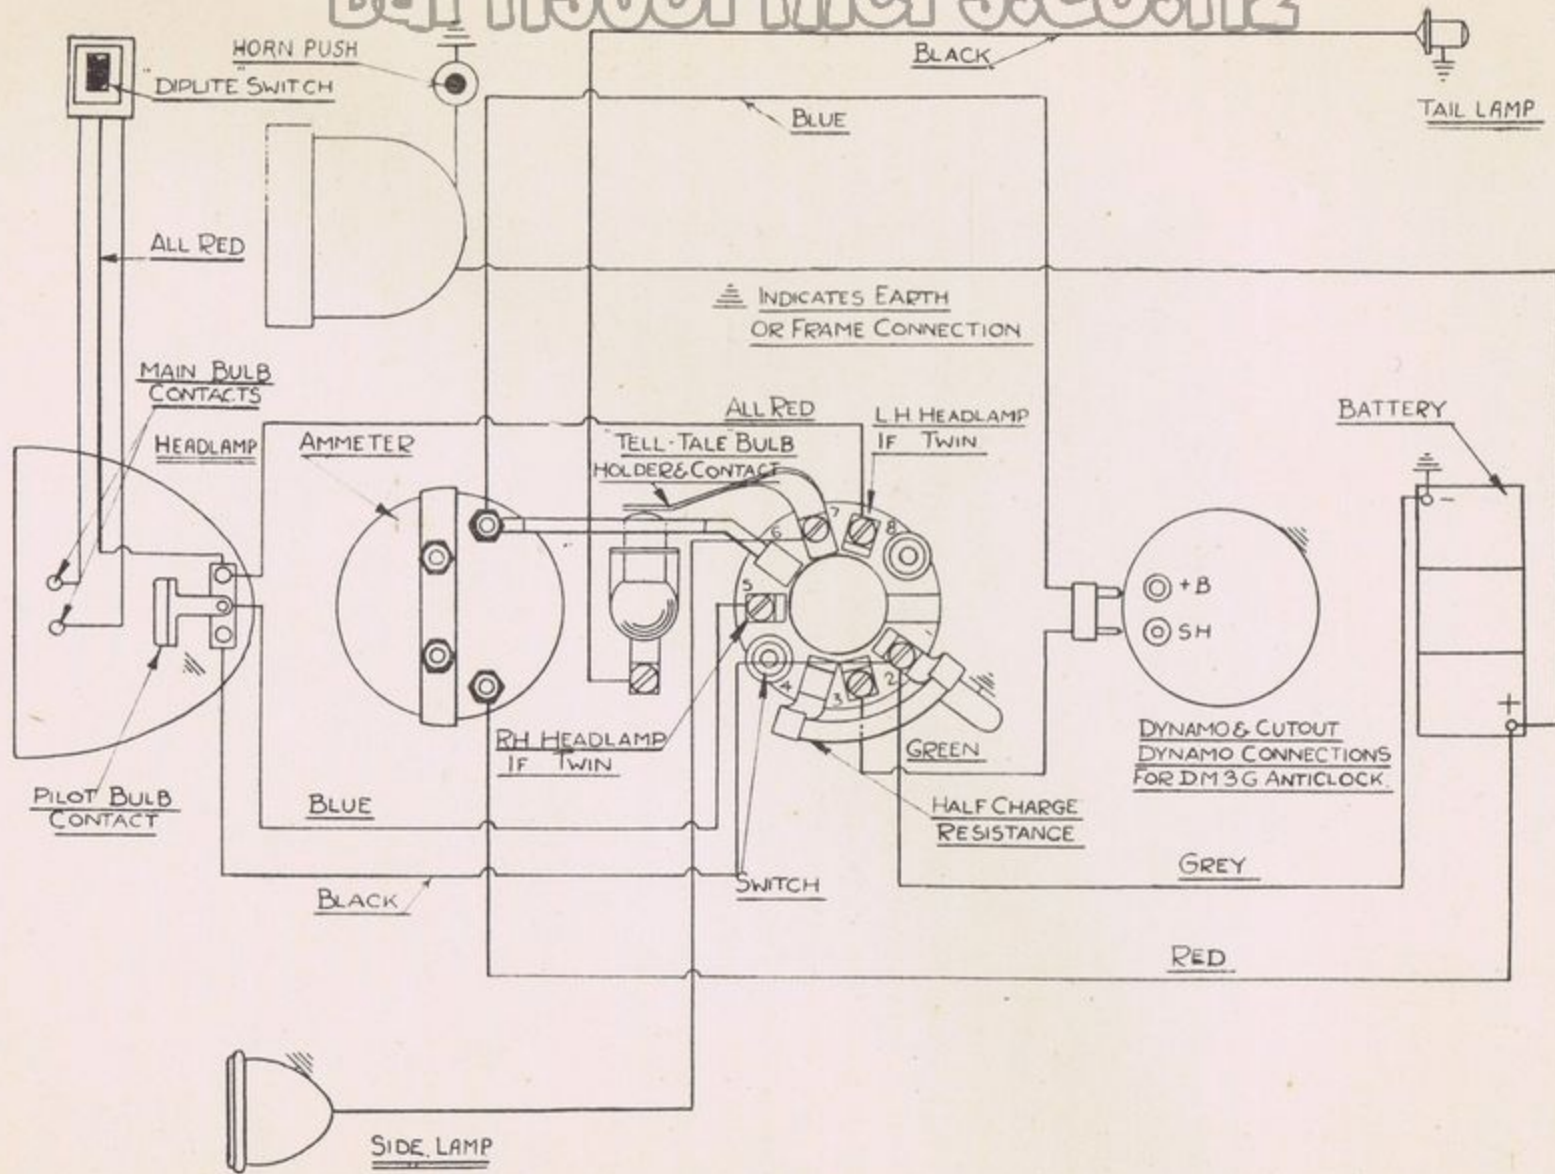 HORN PUSH
"DIPLITE" SWITCH
BLACK
BLUE
TAIL LAMP
ALL RED
INDICATES EARTH
OR FRAME CONNECTION
MAIN BULB
CONTACTS
HEADLAMP
AMMETER
ALL RED
"TELL-TALE" BULB
HOLDER & CONTACT
L H HEADLAMP
IF TWIN
BATTERY
7
8
6
5
4
3
2
1
+ B
SH
-
+
RH HEADLAMP
IF TWIN
GREEN
DYNAMO & CUTOUT
DYNAMO CONNECTIONS
FOR DM3G ANTICLOCK.
PILOT BULB
CONTACT
BLUE
HALF CHARGE
RESISTANCE
GREY
SWITCH
BLACK
RED
SIDE LAMP